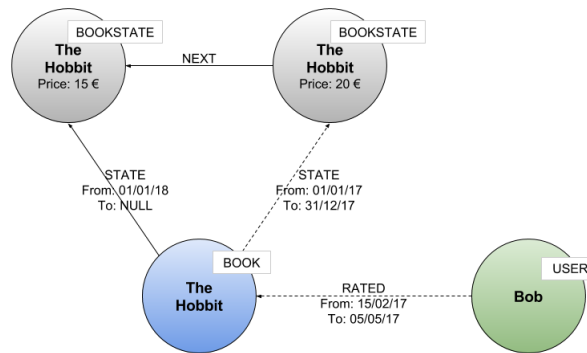 BOOKSTATE
The
Hobbit
Price: 15 €
NEXT
BOOKSTATE
The
Hobbit
Price: 20 €
STATE
From: 01/01/18
To: NULL
STATE
From: 01/01/17
To: 31/12/17
BOOK
The
Hobbit
RATED
From: 15/02/17
To: 05/05/17
USER
Bob